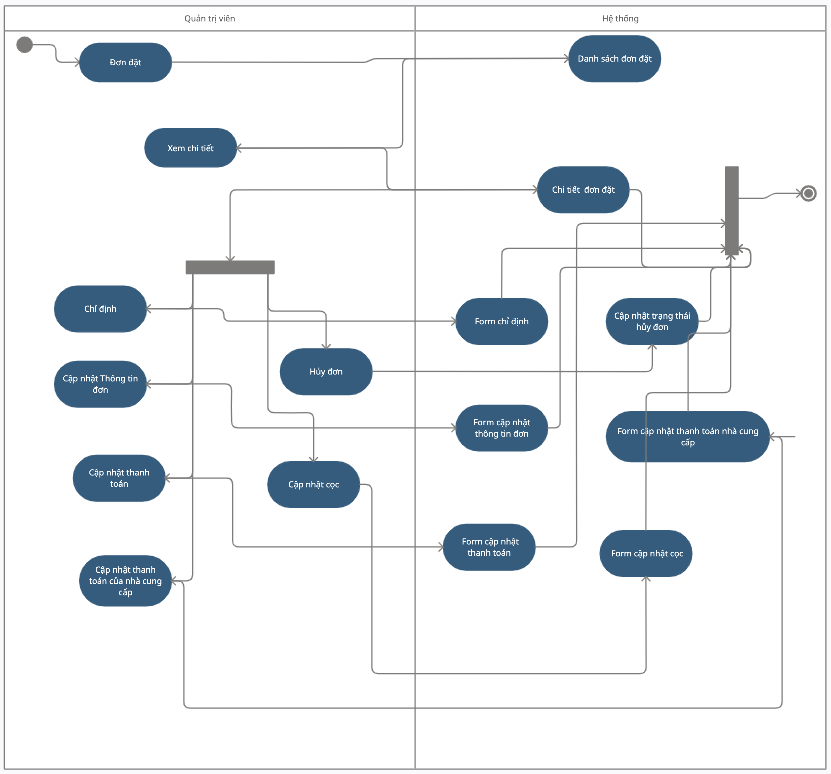 Quản trị viên
Hệ thống
Đơn đặt
Danh sách đơn đặt
Xem chi tiết
Chi tiết đơn đặt
Chỉ định
Form chỉ định
Cập nhật trạng thái
hủy đơn
Hủy đơn
Cập nhật Thông tin
đơn
Form cập nhật
thông tin đơn
Form cập nhật thanh toán nhà cung
cấp
Cập nhật thanh
toán
Cập nhật cọc
Form cập nhật
thanh toán
Form cập nhật cọc
Cập nhật thanh
toán của nhà cung
cấp